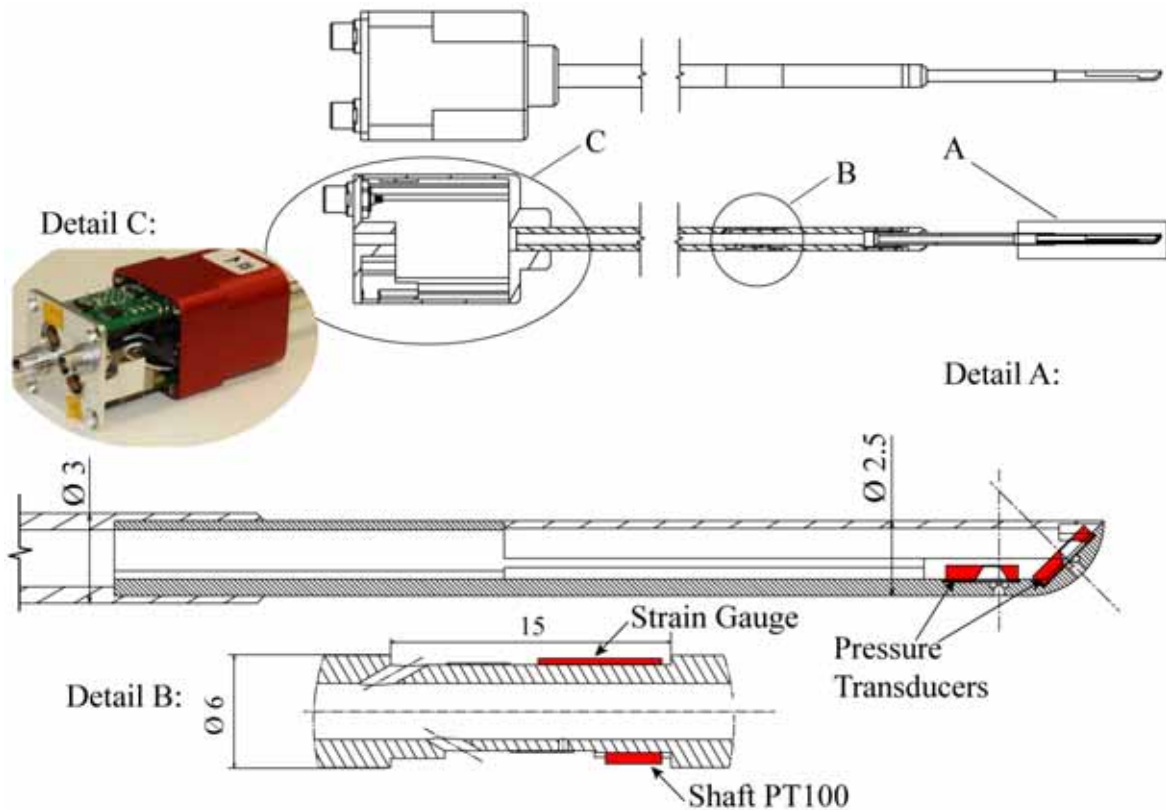 C
B
A
Detail C:
Detail A:
Ø 3
Ø 2.5
15
Strain Gauge
Pressure
Transducers
Detail B:
Ø 6
Shaft PT100